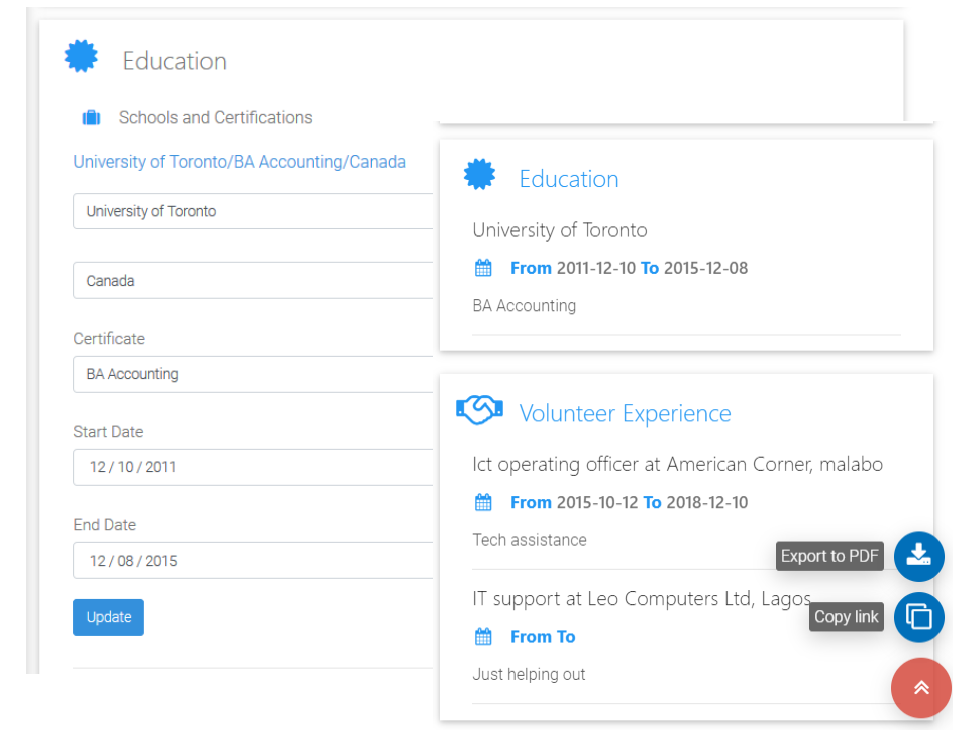 Education
Schools and Certifications
University of Toronto/BA Accounting/Canada
University of Toronto
Canada
Certificate
BA Accounting
Start Date
12 / 10 / 2011
End Date
12 / 08 / 2015
Update
Education
University of Toronto
From 2011-12-10 To 2015-12-08
BA Accounting
Volunteer Experience
Ict operating officer at American Corner, malabo
From 2015-10-12 To 2018-12-10
Tech assistance
Export to PDF
IT support at Leo Computers Ltd, Lagos
Copy link
From To
Just helping out